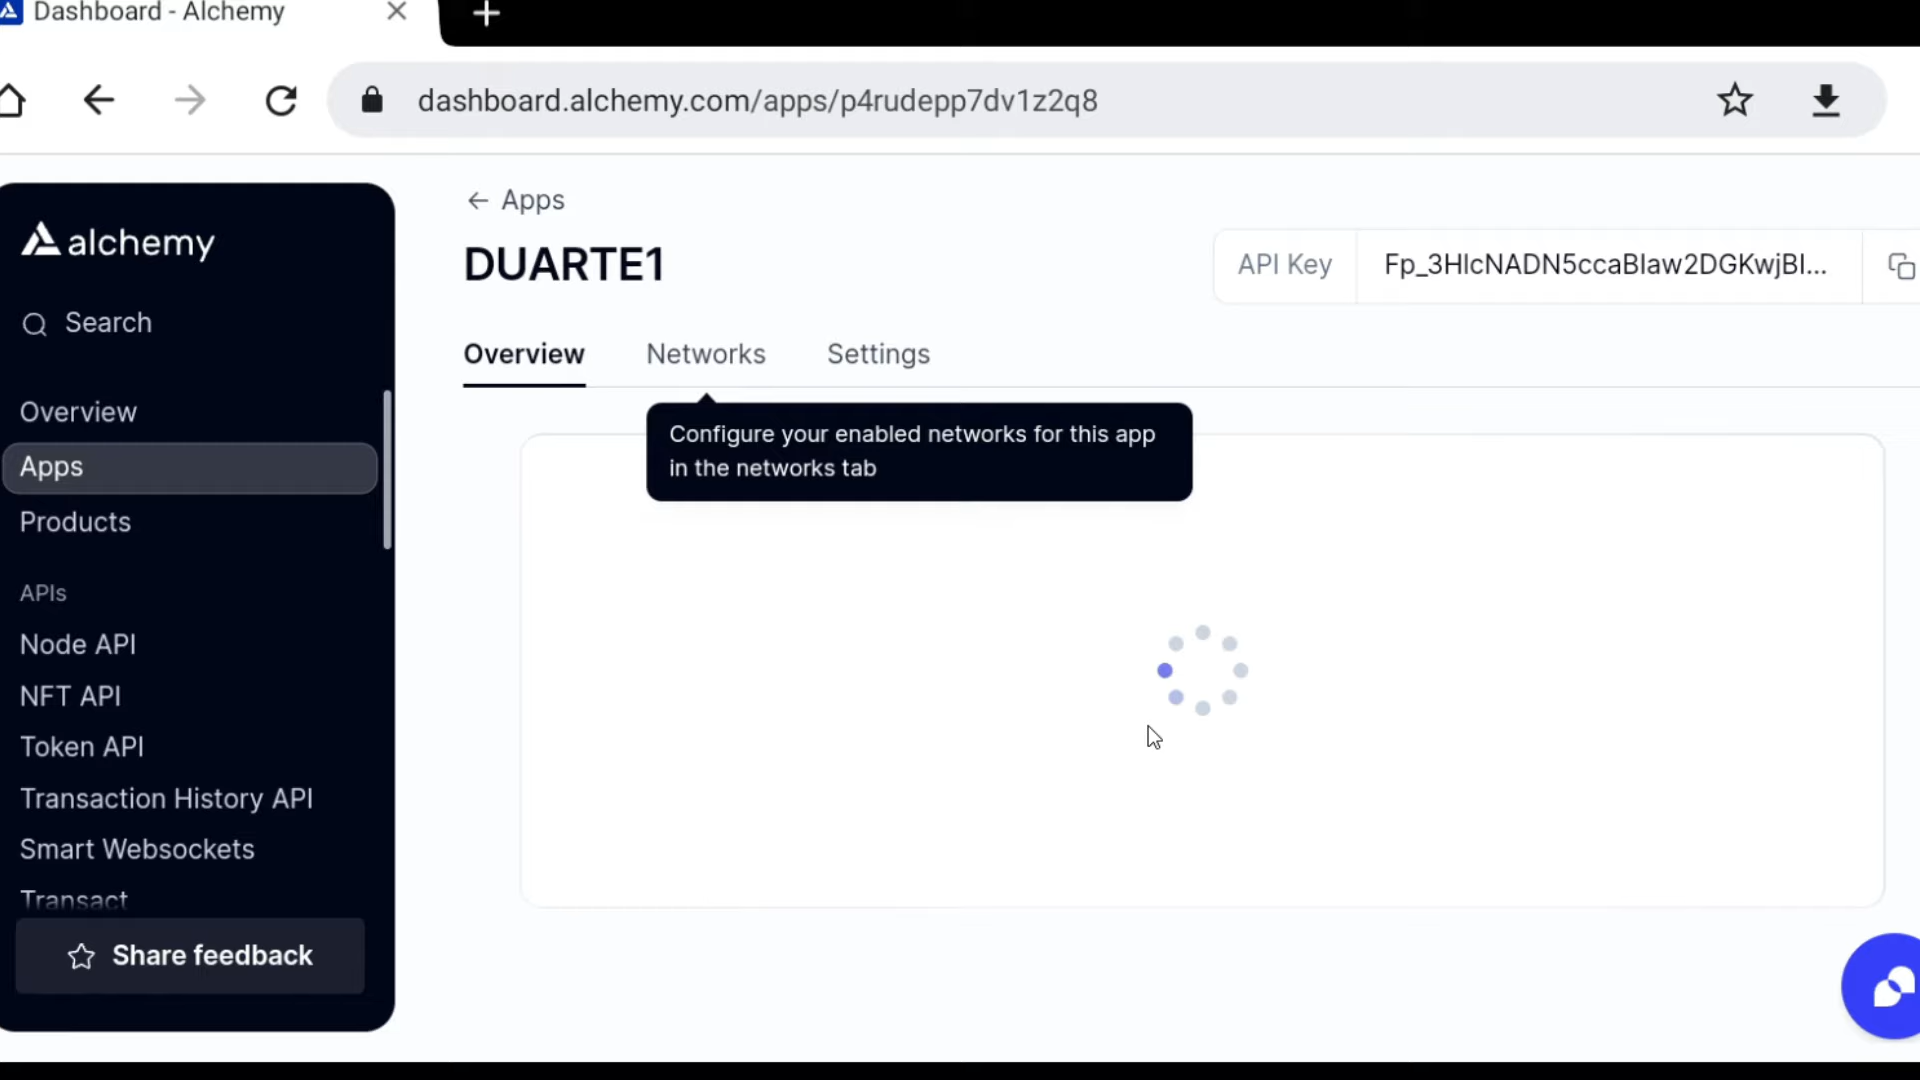 Dashboard - Alchemy
dashboard.alchemy.com/apps/p4rudepp7dv1z2q8
alchemy
Search
Overview
Apps
Products
APIs
Node API
NFT API
Token API
Transaction History API
Smart Websockets
Transact
Share feedback
Apps
DUARTE1
API Key
Fp_3HlcNADN5ccaBlaw2DGKwjBl...
Overview
Networks
Settings
Configure your enabled networks for this app
in the networks tab